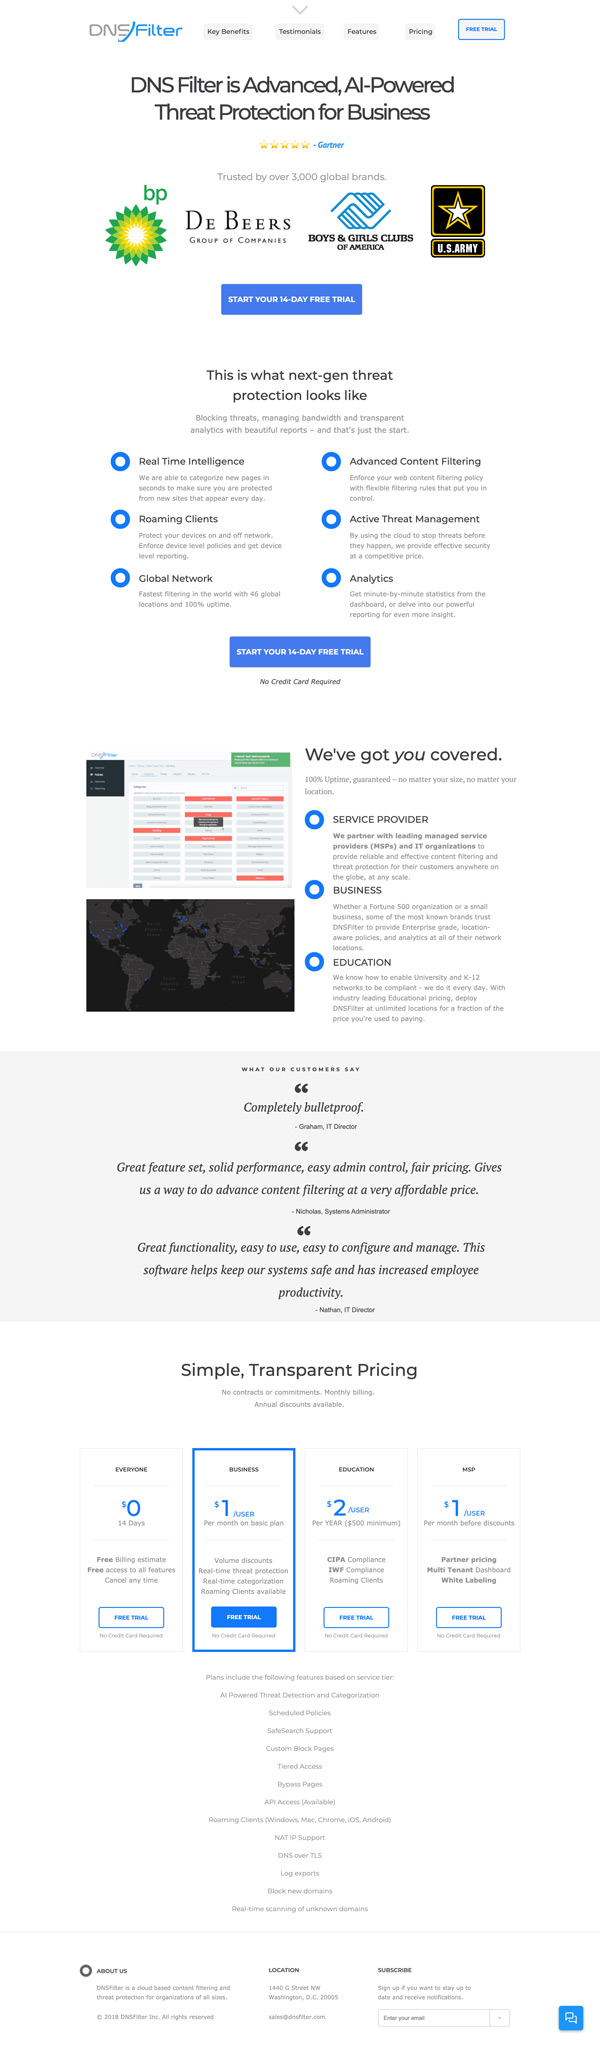 DNSFilter
Key Benefits
Testimonials
Features
Pricing
FREE TRIAL
DNS Filter is Advanced, AI-Powered
Threat Protection for Business
- Gartner
Trusted by over 3,000 global brands.
bp
DE BEERS
GROUP OF COMPANIES
BOYS & GIRLS CLUBS
OF AMERICA
U.S.ARMY
START YOUR 14-DAY FREE TRIAL
This is what next-gen threat
protection looks like
Blocking threats, managing bandwidth and transparent
analytics with beautiful reports – and that's just the start.
Real Time Intelligence
We are able to categorize new pages in
seconds to make sure you are protected
from new sites that appear every day.
Advanced Content Filtering
Enforce your web content filtering policy
with flexible filtering rules that put you in
control.
Roaming Clients
Protect your devices on and off network.
Enforce device level policies and get device
level reporting.
Active Threat Management
By using the cloud to stop threats before
they happen, we provide effective security
at a competitive price.
Global Network
Fastest filtering in the world with 46 global
locations and 100% uptime.
Analytics
Get minute-by-minute statistics from the
dashboard, or delve into our powerful
reporting for even more insight.
START YOUR 14-DAY FREE TRIAL
No Credit Card Required
DNSFilter
We've got you covered.
100% Uptime, guaranteed – no matter your size, no matter your
location.
SERVICE PROVIDER
We partner with leading managed service
providers (MSPs) and IT organizations to
provide reliable and effective content filtering and
threat protection for their customers anywhere on
the globe, at any scale.
BUSINESS
Whether a Fortune 500 organization or a small
business, some of the most known brands trust
DNSFilter to provide Enterprise grade, location-
aware policies, and analytics at all of their network
locations.
EDUCATION
We know how to enable University and K-12
networks to be compliant - we do it every day. With
industry leading Educational pricing, deploy
DNSFilter at unlimited locations for a fraction of the
price you're used to paying.
WHAT OUR CUSTOMERS SAY
“
Completely bulletproof.
- Graham, IT Director
“
Great feature set, solid performance, easy admin control, fair pricing. Gives
us a way to do advance content filtering at a very affordable price.
- Nicholas, Systems Administrator
“
Great functionality, easy to use, easy to configure and manage. This
software helps keep our systems safe and has increased employee
productivity.
- Nathan, IT Director
Simple, Transparent Pricing
No contracts or commitments. Monthly billing.
Annual discounts available.
EVERYONE
$0
14 Days
Free Billing estimate
Free access to all features
Cancel any time
FREE TRIAL
No Credit Card Required
BUSINESS
$1 /USER
Per month on basic plan
Volume discounts
Real-time threat protection
Real-time categorization
Roaming Clients available
FREE TRIAL
No Credit Card Required
EDUCATION
$2 /USER
Per YEAR ($500 minimum)
CIPA Compliance
IWF Compliance
Roaming Clients
FREE TRIAL
No Credit Card Required
MSP
$1 /USER
Per month before discounts
Partner pricing
Multi Tenant Dashboard
White Labeling
FREE TRIAL
No Credit Card Required
Plans include the following features based on service tier:
AI Powered Threat Detection and Categorization
Scheduled Policies
SafeSearch Support
Custom Block Pages
Tiered Access
Bypass Pages
API Access (Available)
Roaming Clients (Windows, Mac, Chrome, iOS, Android)
NAT IP Support
DNS over TLS
Log exports
Block new domains
Real-time scanning of unknown domains
ABOUT US
DNSFilter is a cloud based content filtering and
threat protection for organizations of all sizes.
© 2018 DNSFilter Inc. All rights reserved
LOCATION
1440 G Street NW
Washington, D.C. 20005
sales@dnsfilter.com
SUBSCRIBE
Sign up if you want to stay up to
date and receive notifications.
Enter your email